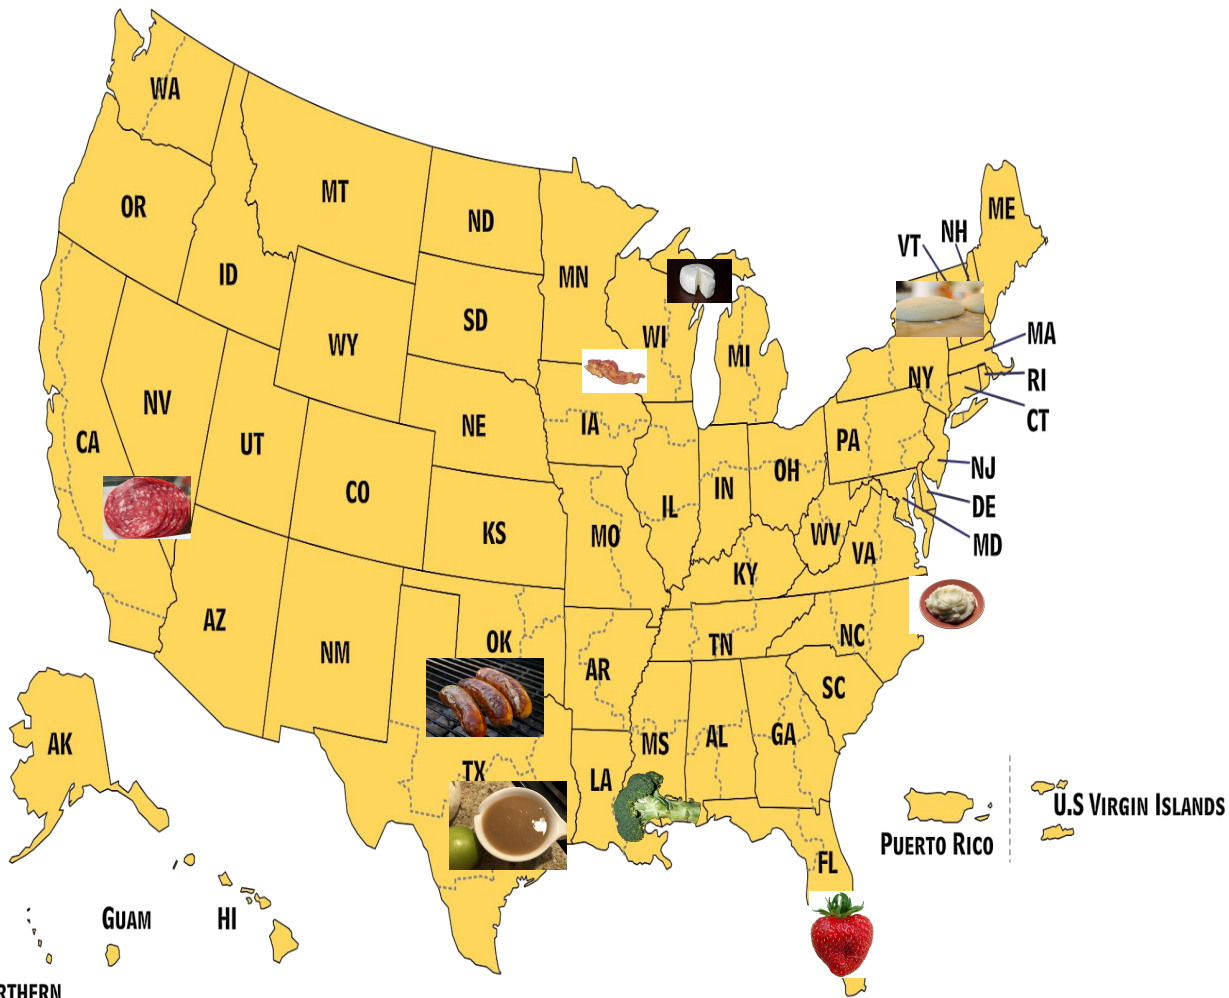 WA
MT
ND
ME
OR
VT
NH
ID
MN
SD
WY
WI
MA
MI
NY
RI
NV
CT
NE
IA
CA
UT
PA
OH
NJ
CO
IN
IL
DE
KS
MO
WV
VA
MD
KY
AZ
OK
TN
NC
NM
AR
SC
AK
MS
AL
GA
TX
LA
U.S VIRGIN ISLANDS
PUERTO RICO
FL
GUAM
HI
RTHERN